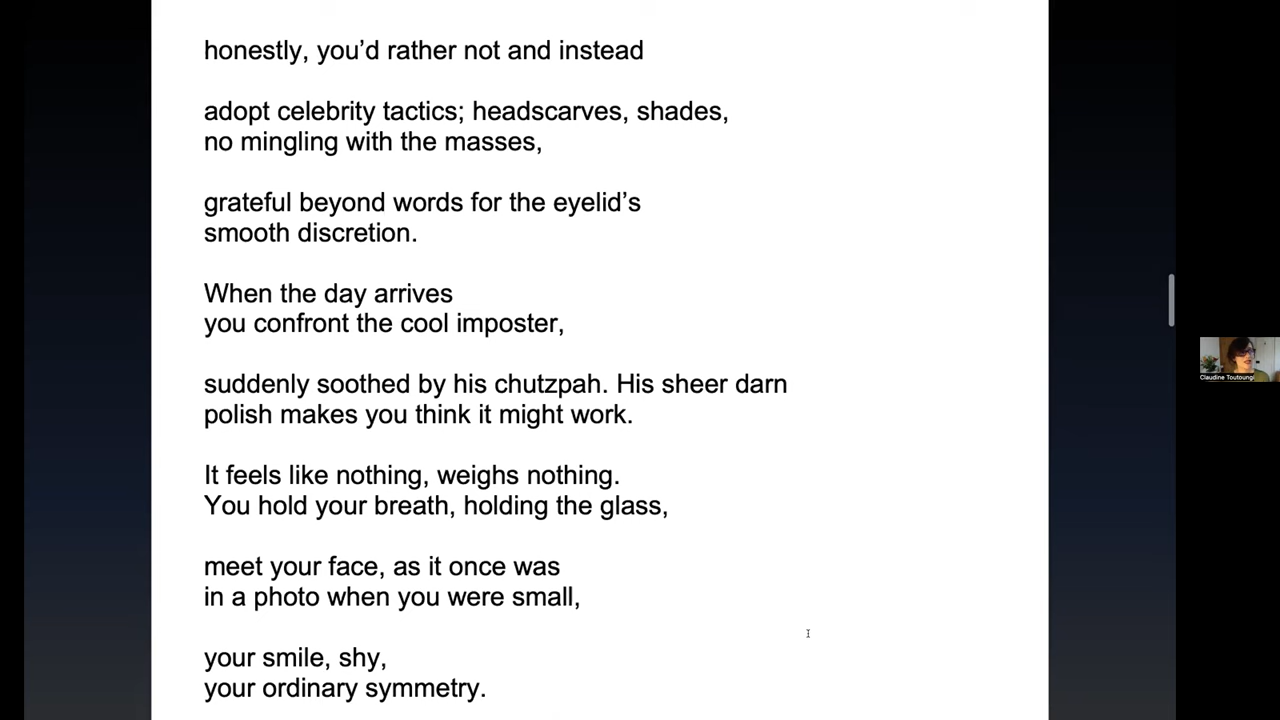 honestly, you’d rather not and instead
adopt celebrity tactics; headscarves, shades,
no mingling with the masses,
grateful beyond words for the eyelid’s
smooth discretion.
When the day arrives
you confront the cool imposter,
suddenly soothed by his chutzpah. His sheer darn
polish makes you think it might work.
It feels like nothing, weighs nothing.
You hold your breath, holding the glass,
meet your face, as it once was
in a photo when you were small,
your smile, shy,
your ordinary symmetry.
Claudine Toutoungi